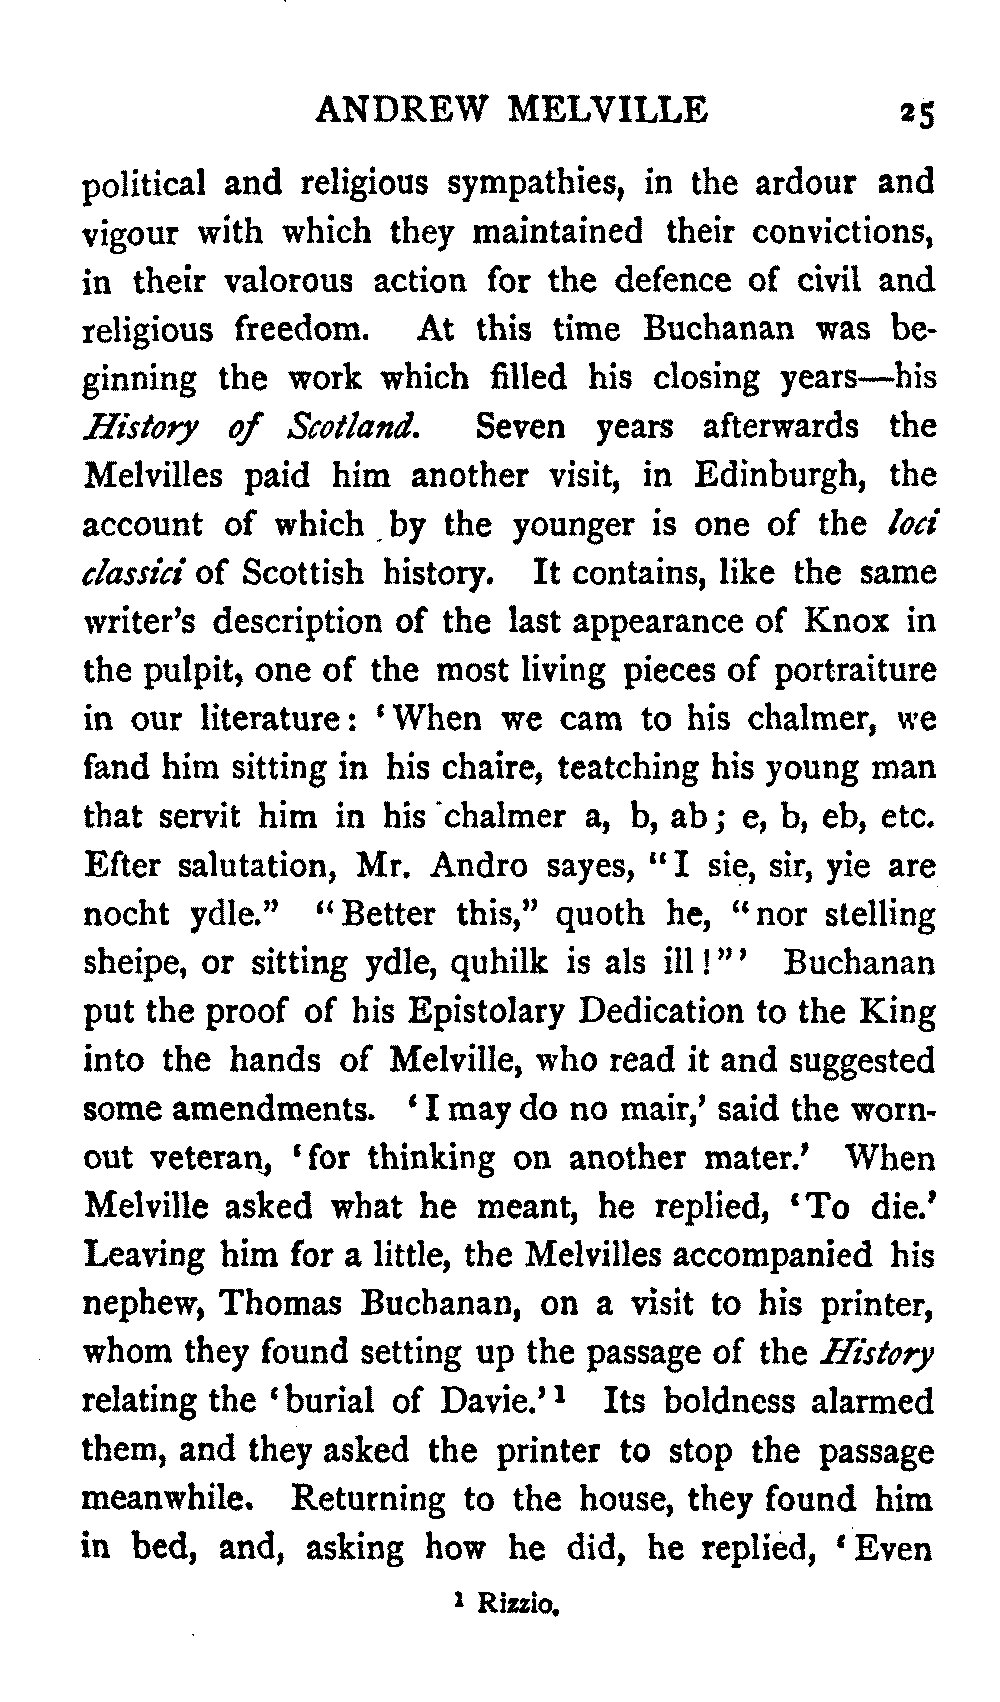 ANDREW MELVILLE 25
political and religious sympathies, in the ardour and
vigour with which they maintained their convictions,
in their valorous action for the defence of civil and
religious freedom. At this time Buchanan was be-
ginning the work which filled his closing years—his
History of Scotland. Seven years afterwards the
Melvilles paid him another visit, in Edinburgh, the
account of which by the younger is one of the loci
classici of Scottish history. It contains, like the same
writer's description of the last appearance of Knox in
the pulpit, one of the most living pieces of portraiture
in our literature: ‘When we cam to his chalmer, we
fand him sitting in his chaire, teatching his young man
that servit him in his chalmer a, b, ab; e, b, eb, etc.
Efter salutation, Mr. Andro sayes, “I sie, sir, yie are
nocht ydle.” “Better this,” quoth he, “nor stelling
sheipe, or sitting ydle, quhilk is als ill!”’ Buchanan
put the proof of his Epistolary Dedication to the King
into the hands of Melville, who read it and suggested
some amendments. ‘I may do no mair,’ said the worn-
out veteran, ‘for thinking on another mater.’ When
Melville asked what he meant, he replied, ‘To die.’
Leaving him for a little, the Melvilles accompanied his
nephew, Thomas Buchanan, on a visit to his printer,
whom they found setting up the passage of the History
relating the ‘burial of Davie.’¹ Its boldness alarmed
them, and they asked the printer to stop the passage
meanwhile. Returning to the house, they found him
in bed, and, asking how he did, he replied, ‘Even
¹ Rizzio.